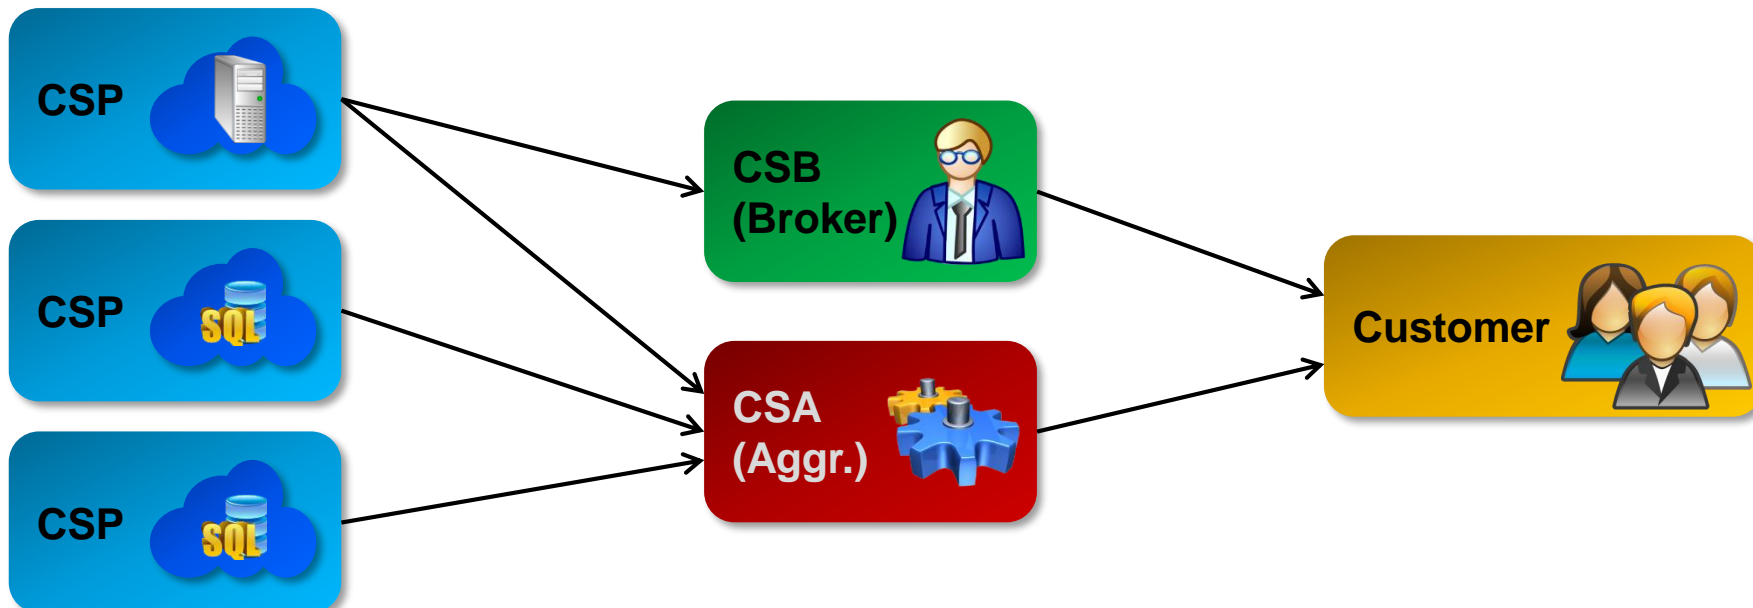 CSP
CSP
SQL
CSP
SQL
CSB
(Broker)
CSA
(Aggr.)
Customer